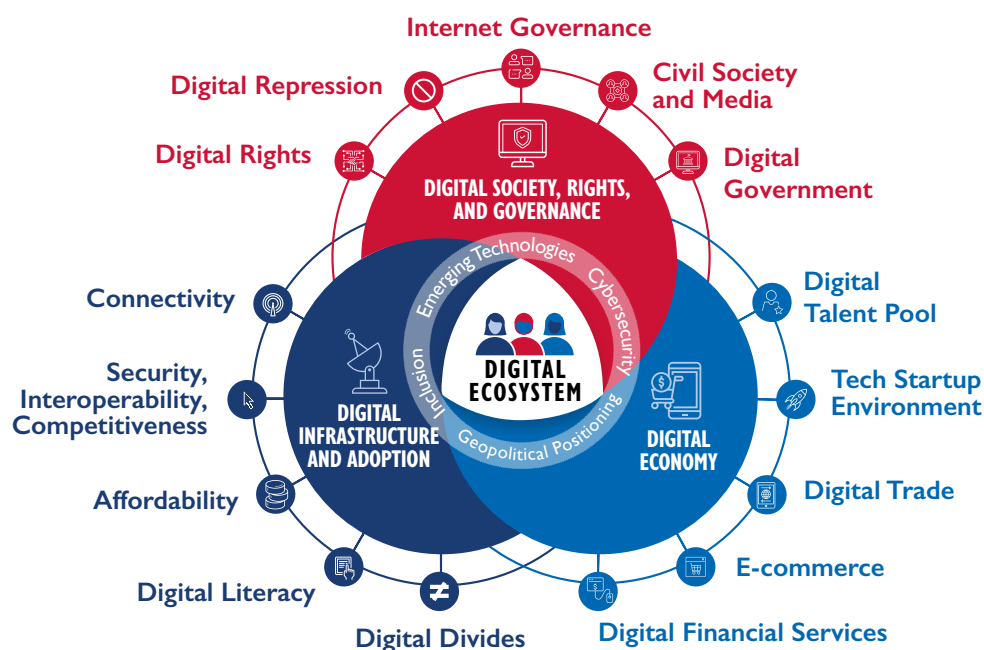 Internet Governance
Digital Repression
Civil Society
and Media
Digital Rights
Digital
Government
DIGITAL SOCIETY, RIGHTS,
AND GOVERNANCE
Emerging Technologies
Cybersecurity
Inclusion
Geopolitical Positioning
DIGITAL
ECOSYSTEM
Connectivity
Security,
Interoperability,
Competitiveness
Affordability
Digital Literacy
Digital Divides
DIGITAL
INFRASTRUCTURE
AND ADOPTION
Digital
Talent Pool
Tech Startup
Environment
Digital Trade
E-commerce
Digital Financial Services
DIGITAL
ECONOMY